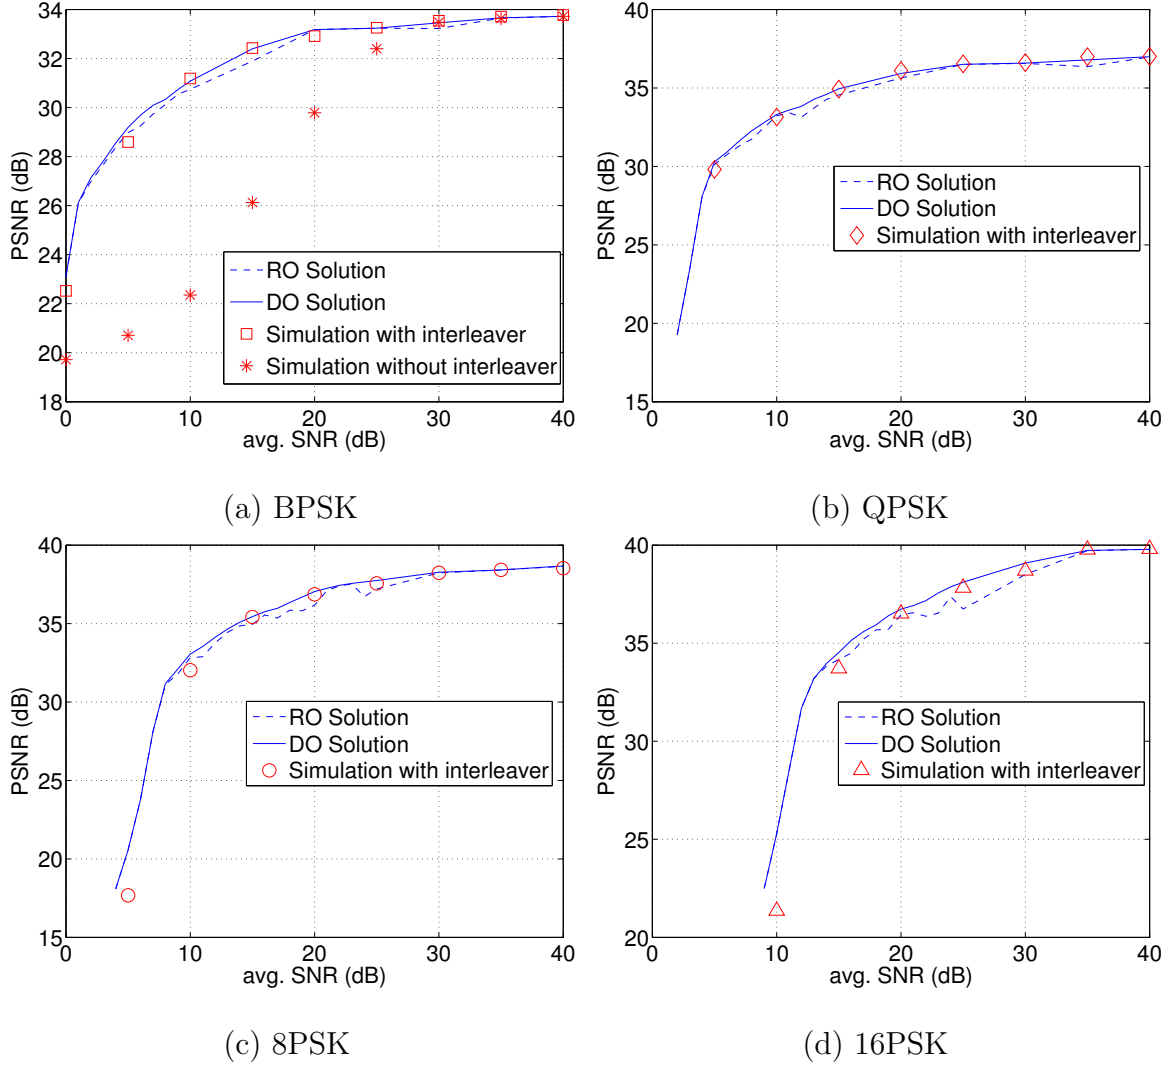 34
32
30
28
26
24
22
20
18
PSNR (dB)
RO Solution
DO Solution
Simulation with interleaver
Simulation without interleaver
0 10 20 30 40
avg. SNR (dB)
(a) BPSK
40
35
30
25
20
15
PSNR (dB)
RO Solution
DO Solution
Simulation with interleaver
0 10 20 30 40
avg. SNR (dB)
(b) QPSK
40
35
30
25
20
15
PSNR (dB)
RO Solution
DO Solution
Simulation with interleaver
0 10 20 30 40
avg. SNR (dB)
(c) 8PSK
40
35
30
25
20
PSNR (dB)
RO Solution
DO Solution
Simulation with interleaver
0 10 20 30 40
avg. SNR (dB)
(d) 16PSK